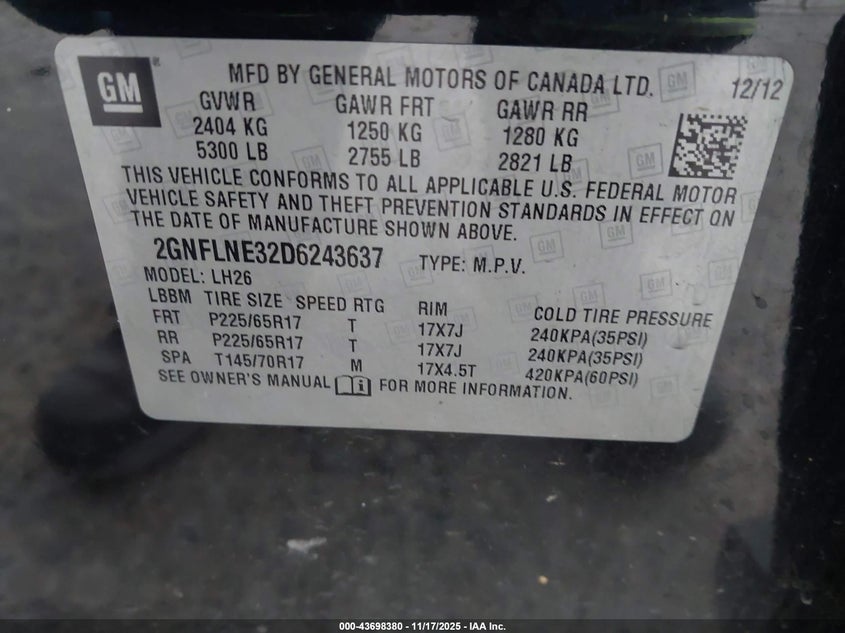 GM
MFD BY GENERAL MOTORS OF CANADA LTD. 12/12
GVWR GAWR FRT GAWR RR
2404 KG 1250 KG 1280 KG
5300 LB 2755 LB 2821 LB
THIS VEHICLE CONFORMS TO ALL APPLICABLE U.S. FEDERAL MOTOR
VEHICLE SAFETY AND THEFT PREVENTION STANDARDS IN EFFECT ON
THE DATE OF MANUFACTURE SHOWN ABOVE.
2GNFLNE32D6243637 TYPE: M.P.V.
MODEL: LH26
LBBM TIRE SIZE SPEED RTG RIM COLD TIRE PRESSURE
FRT P225/65R17 T 17X7J 240KPA(35PSI)
RR P225/65R17 T 17X7J 240KPA(35PSI)
SPA T145/70R17 M 17X4.5T 420KPA(60PSI)
SEE OWNER'S MANUAL FOR MORE INFORMATION.
000-43698380 - 11/17/2025 - IAA Inc.